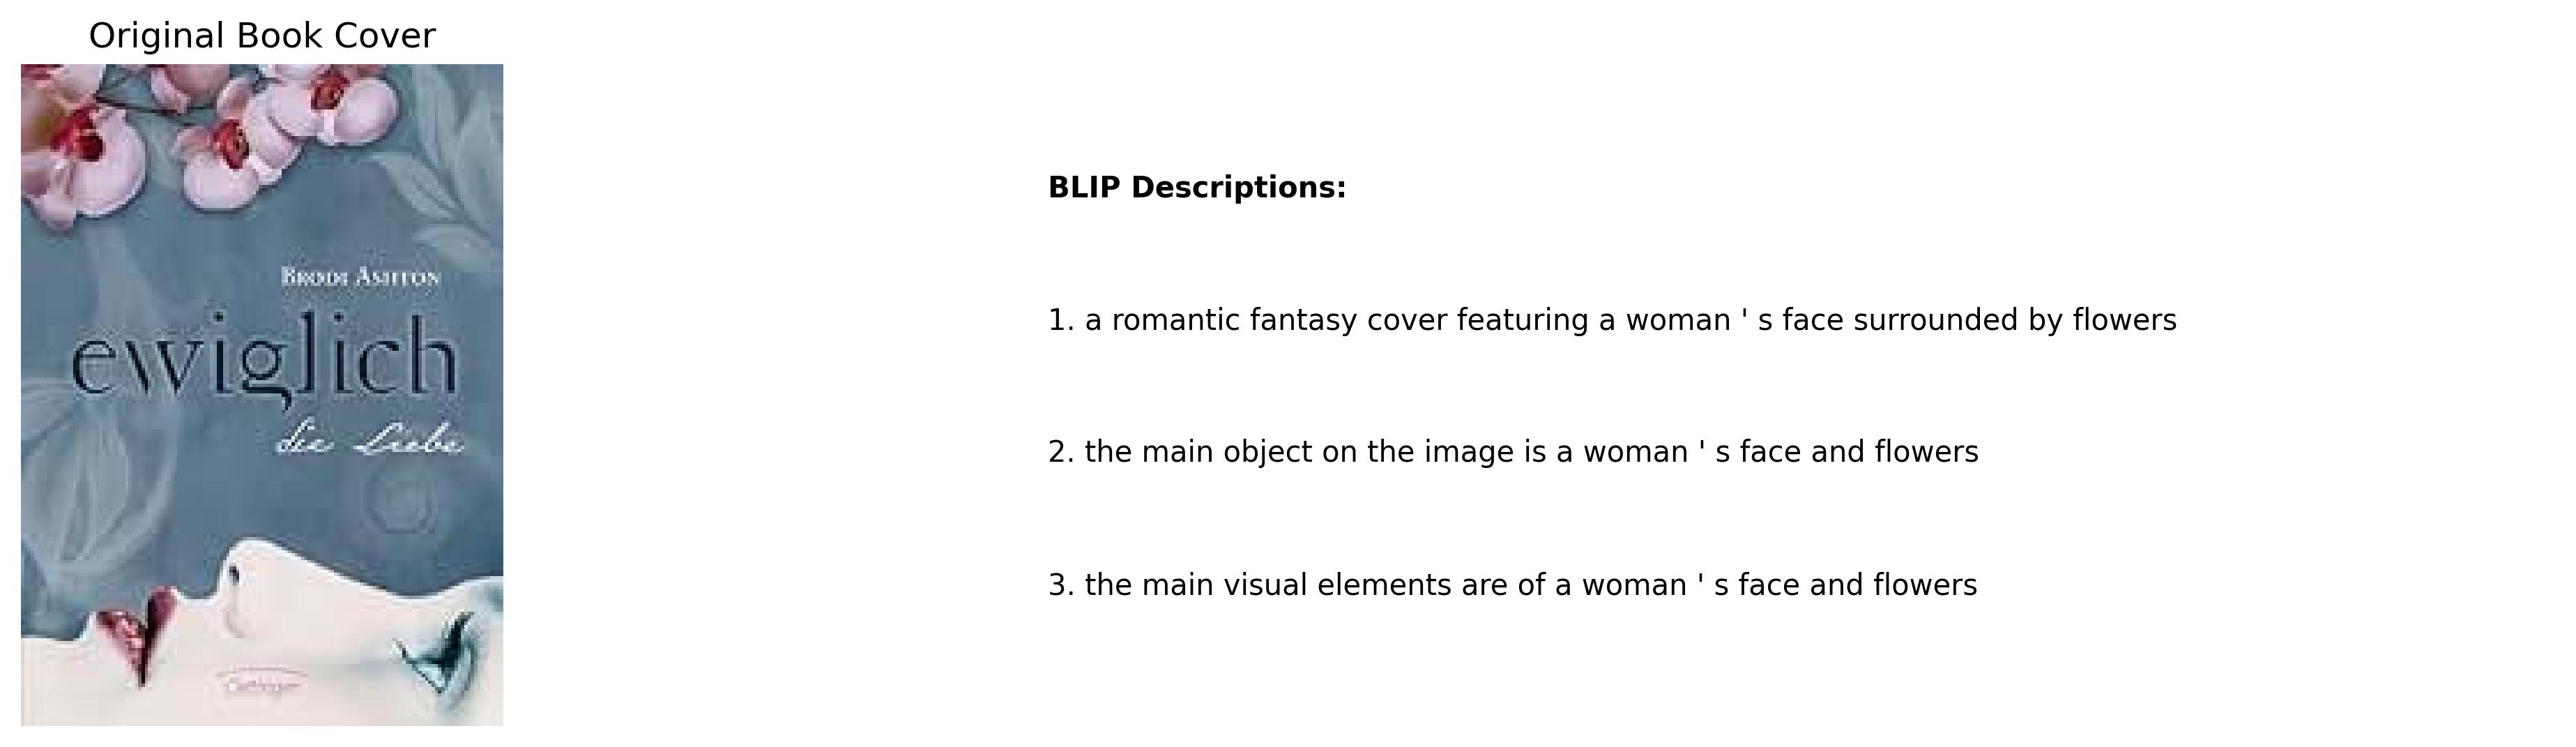 Original Book Cover
BRODI ASHTON
ewiglich
die Liebe
BLIP Descriptions:
1. a romantic fantasy cover featuring a woman ' s face surrounded by flowers
2. the main object on the image is a woman ' s face and flowers
3. the main visual elements are of a woman ' s face and flowers